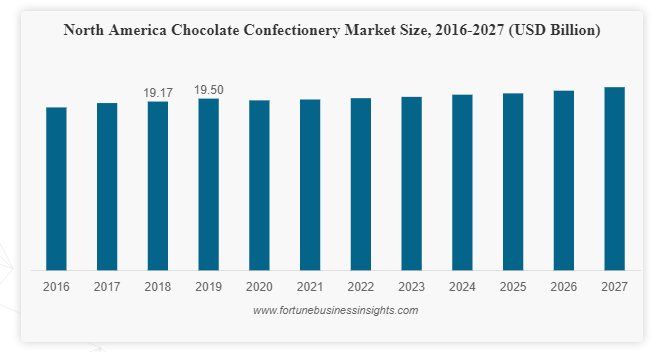 North America Chocolate Confectionery Market Size, 2016-2027 (USD Billion)
19.17 19.50
2016 2017 2018 2019 2020 2021 2022 2023 2024 2025 2026 2027
www.fortunebusinessinsights.com